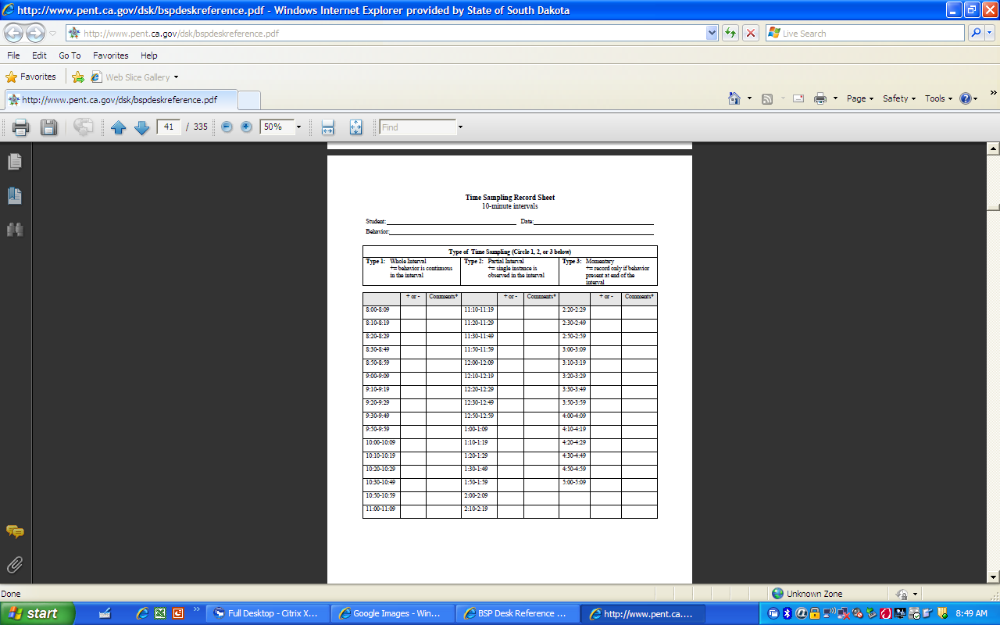 http://www.pent.ca.gov/dsk/bspdeskreference.pdf - Windows Internet Explorer provided by State of South Dakota
http://www.pent.ca.gov/dsk/bspdeskreference.pdf
Live Search
File Edit Go To Favorites Help
Favorites Web Slice Gallery
http://www.pent.ca.gov/dsk/bspdeskreference.pdf
Page Safety Tools
41 / 335 50% Find
Time Sampling Record Sheet
10-minute intervals
Student: Date:
Behavior:
Type of Time Sampling (Circle 1, 2, or 3 below)
Type 1: Whole Interval
+= behavior is continuous
in the interval
Type 2: Partial Interval
+= single instance is
observed in the interval
Type 3: Momentary
+= record only if behavior
present at end of the
interval
+ or - Comments* + or - Comments* + or - Comments*
8:00-8:09 11:10-11:19 2:20-2:29
8:10-8:19 11:20-11:29 2:30-2:49
8:20-8:29 11:30-11:49 2:50-2:59
8:30-8:49 11:50-11:59 3:00-3:09
8:50-8:59 12:00-12:09 3:10-3:19
9:00-9:09 12:10-12:19 3:20-3:29
9:10-9:19 12:20-12:29 3:30-3:49
9:20-9:29 12:30-12:49 3:50-3:59
9:30-9:49 12:50-12:59 4:00-4:09
9:50-9:59 1:00-1:09 4:10-4:19
10:00-10:09 1:10-1:19 4:20-4:29
10:10-10:19 1:20-1:29 4:30-4:49
10:20-10:29 1:30-1:49 4:50-4:59
10:30-10:49 1:50-1:59 5:00-5:09
10:50-10:59 2:00-2:09
11:00-11:09 2:10-2:19
Done Unknown Zone
start Full Desktop - Citrix X... Google Images - Win... BSP Desk Reference ... http://www.pent.ca.... 8:49 AM